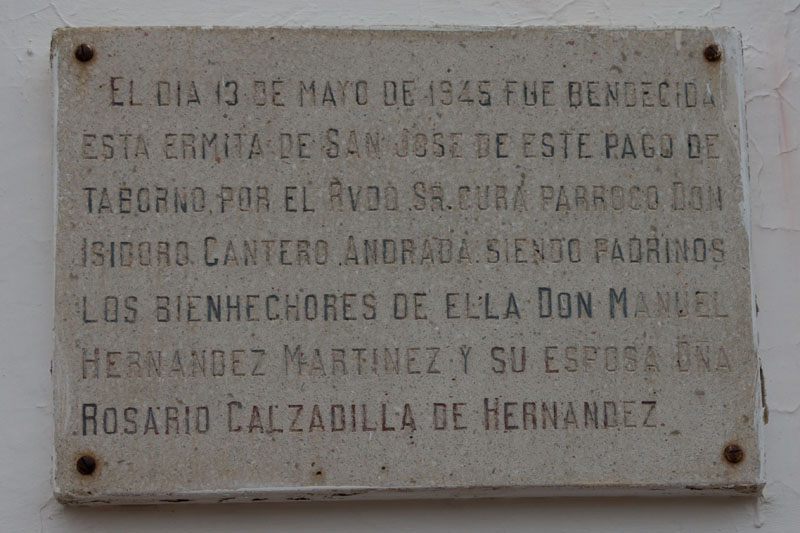 EL DIA 13 DE MAYO DE 1945 FUE BENDECIDA
ESTA ERMITA DE SAN JOSE DE ESTE PAGO DE
TABORNO, POR EL RVDO. SR. CURA PARROCO DON
ISIDORO CANTERO ANDRADA SIENDO PADRINOS
LOS BIENHECHORES DE ELLA DON MANUEL
HERNANDEZ MARTINEZ Y SU ESPOSA DÑA
ROSARIO CALZADILLA DE HERNANDEZ.